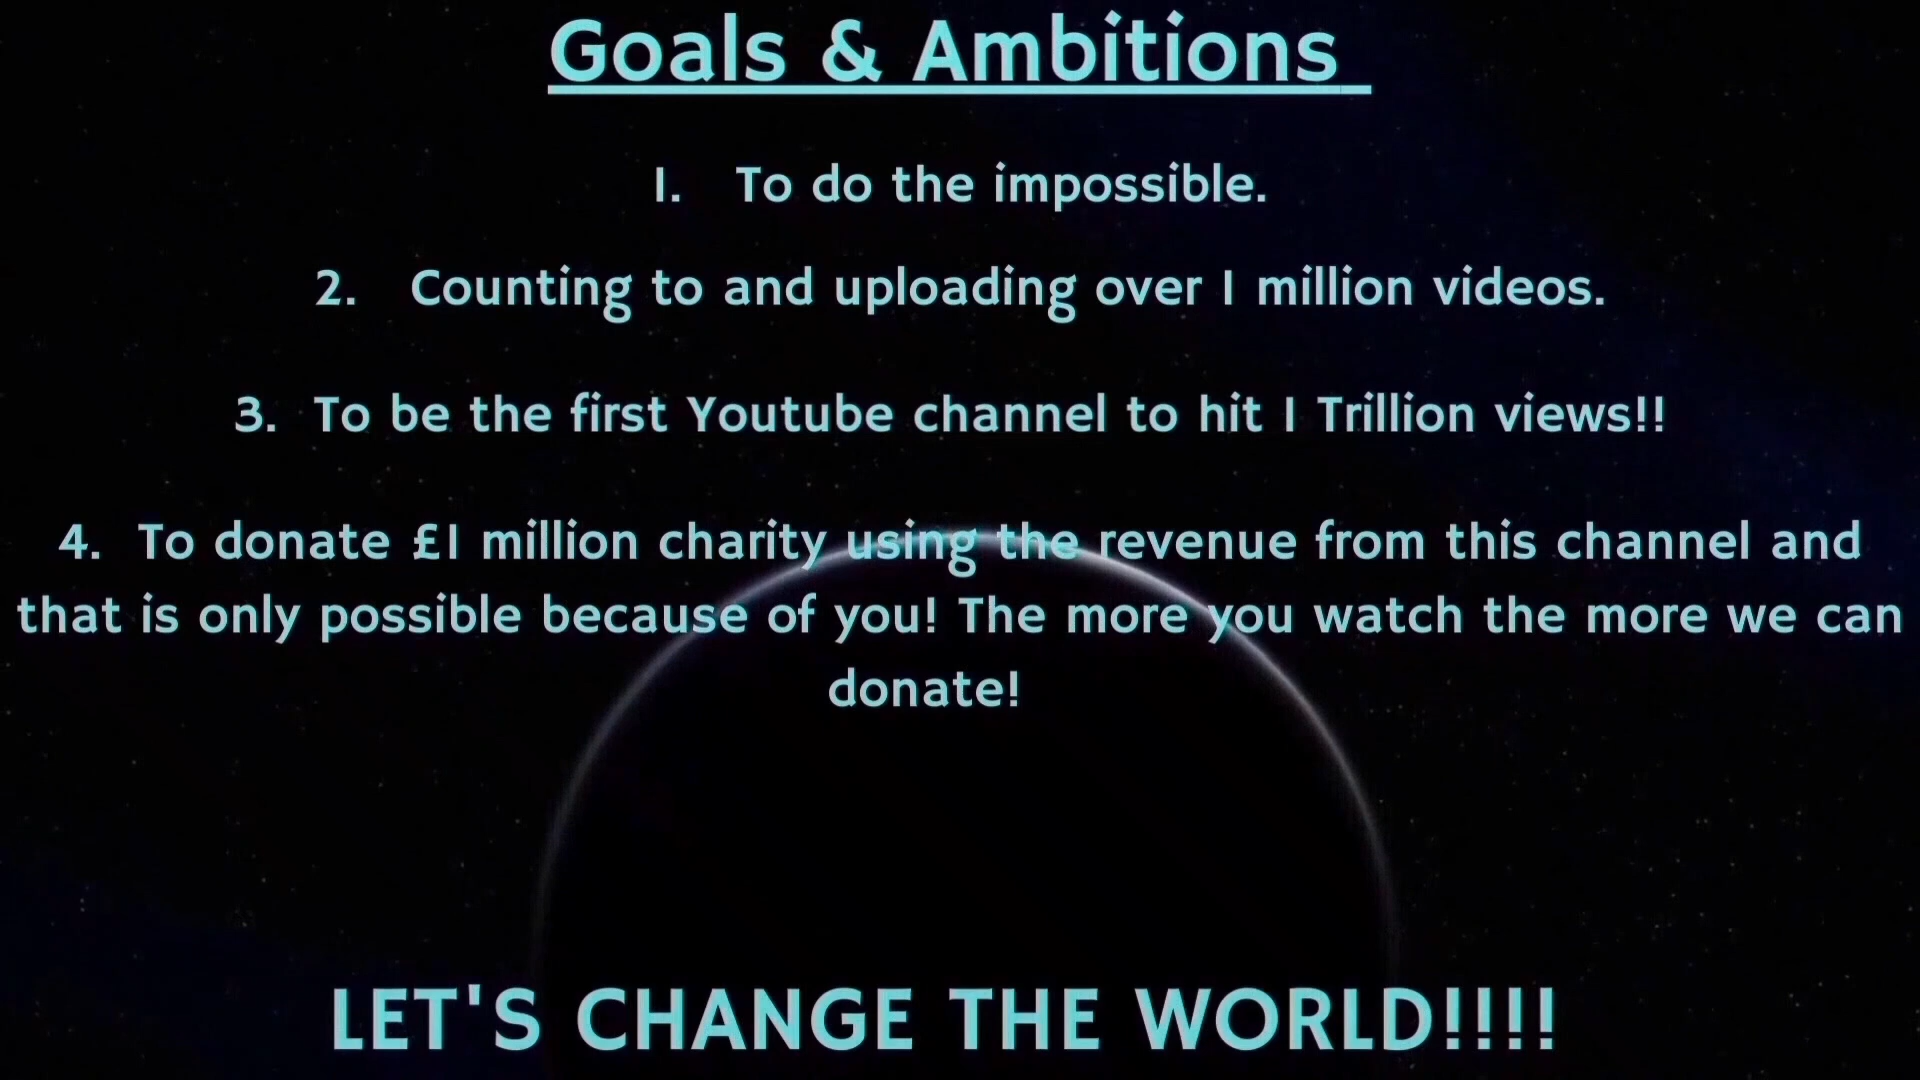 Goals & Ambitions
1. To do the impossible.
2. Counting to and uploading over 1 million videos.
3. To be the first Youtube channel to hit 1 Trillion views!!
4. To donate £1 million charity using the revenue from this channel and
that is only possible because of you! The more you watch the more we can
donate!
LET'S CHANGE THE WORLD!!!!